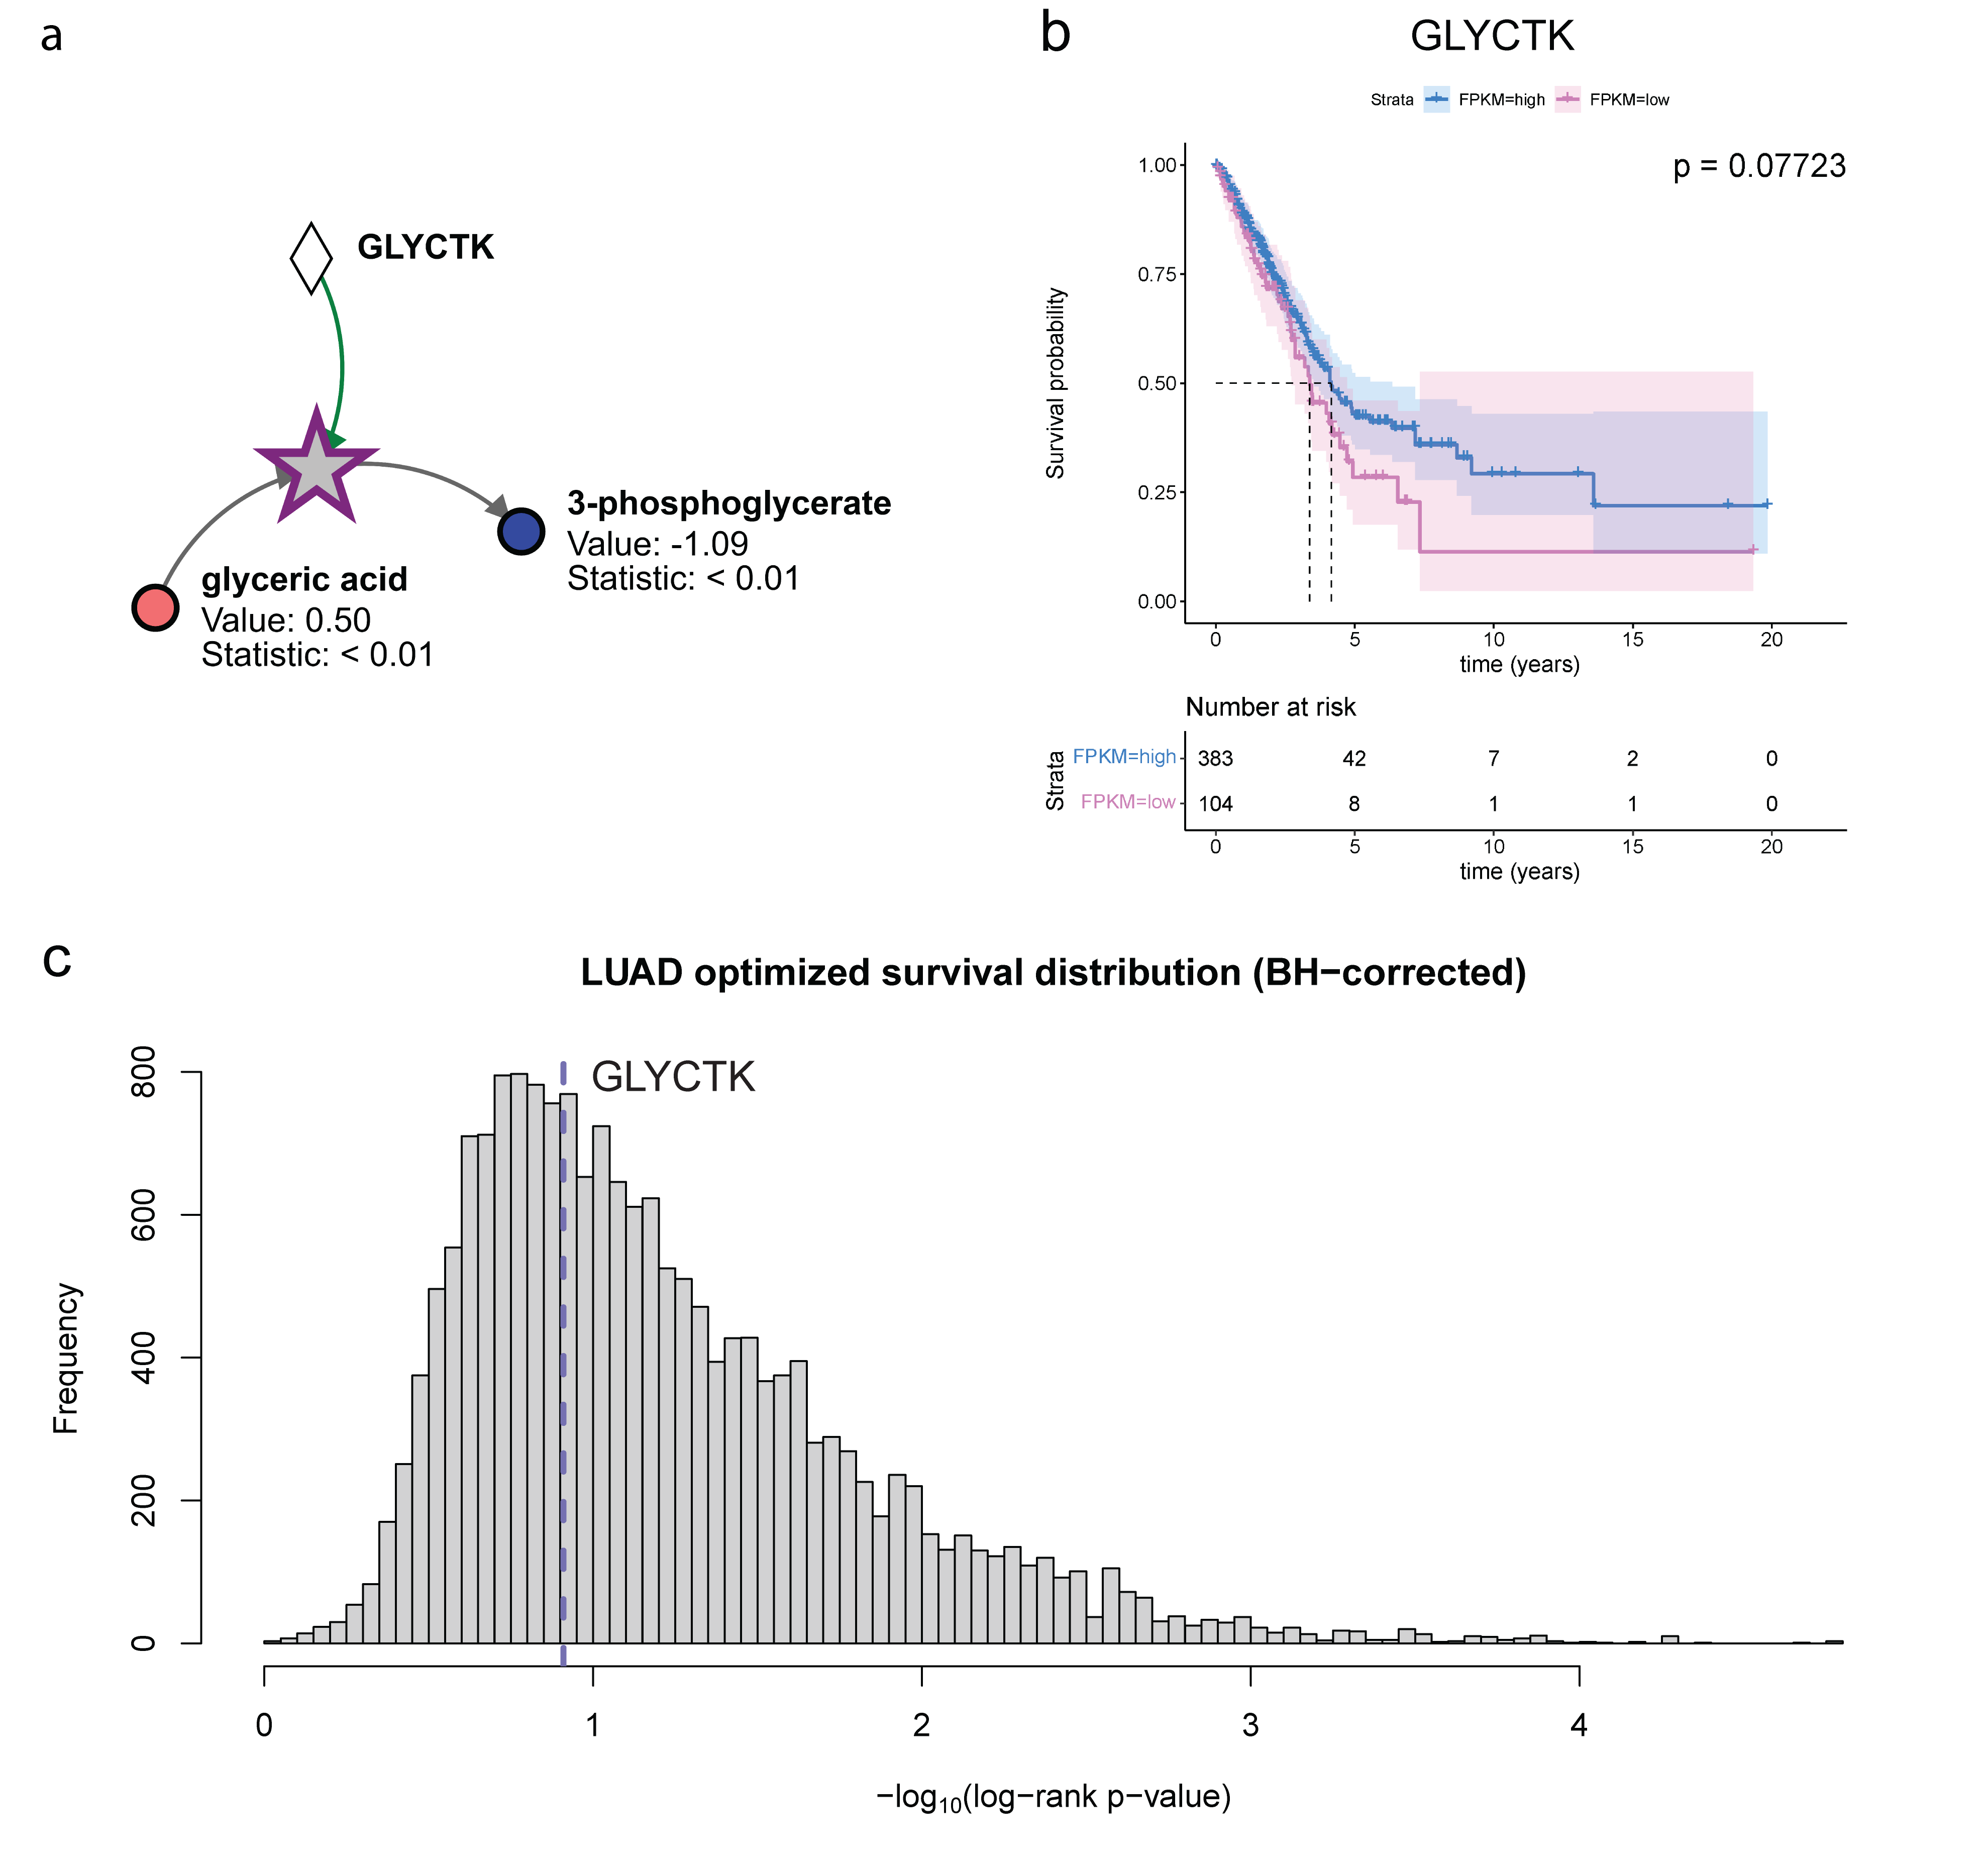 a
GLYCTK
3-phosphoglycerate
Value: -1.09
Statistic: < 0.01
glyceric acid
Value: 0.50
Statistic: < 0.01
b
GLYCTK
Strata FPKM=high FPKM=low
p = 0.07723
Survival probability
1.00
0.75
0.50
0.25
0.00
0 5 10 15 20
time (years)
Number at risk
Strata
FPKM=high 383 42 7 2 0
FPKM=low 104 8 1 1 0
0 5 10 15 20
time (years)
c
LUAD optimized survival distribution (BH−corrected)
GLYCTK
Frequency
800
600
400
200
0
0 1 2 3 4
−log₁₀(log−rank p−value)